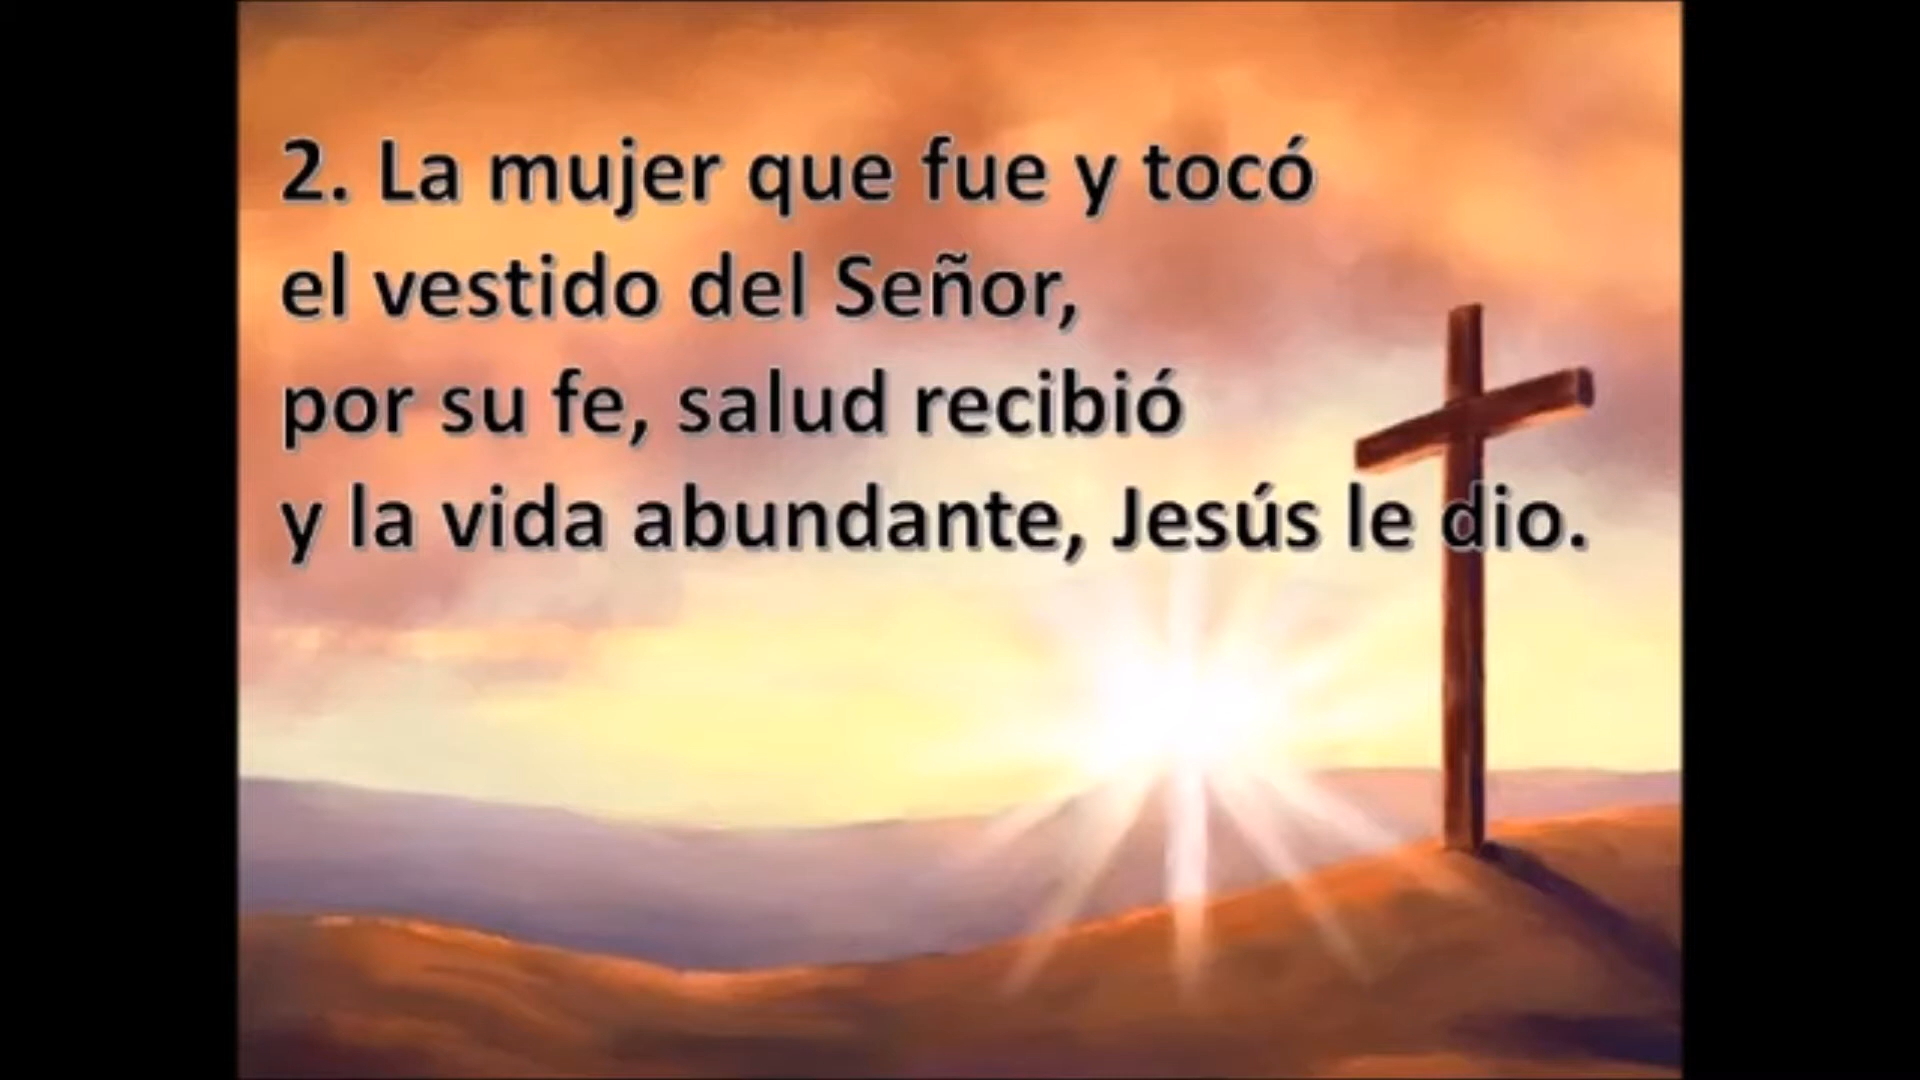 2. La mujer que fue y tocó
el vestido del Señor,
por su fe, salud recibió
y la vida abundante, Jesús le dio.